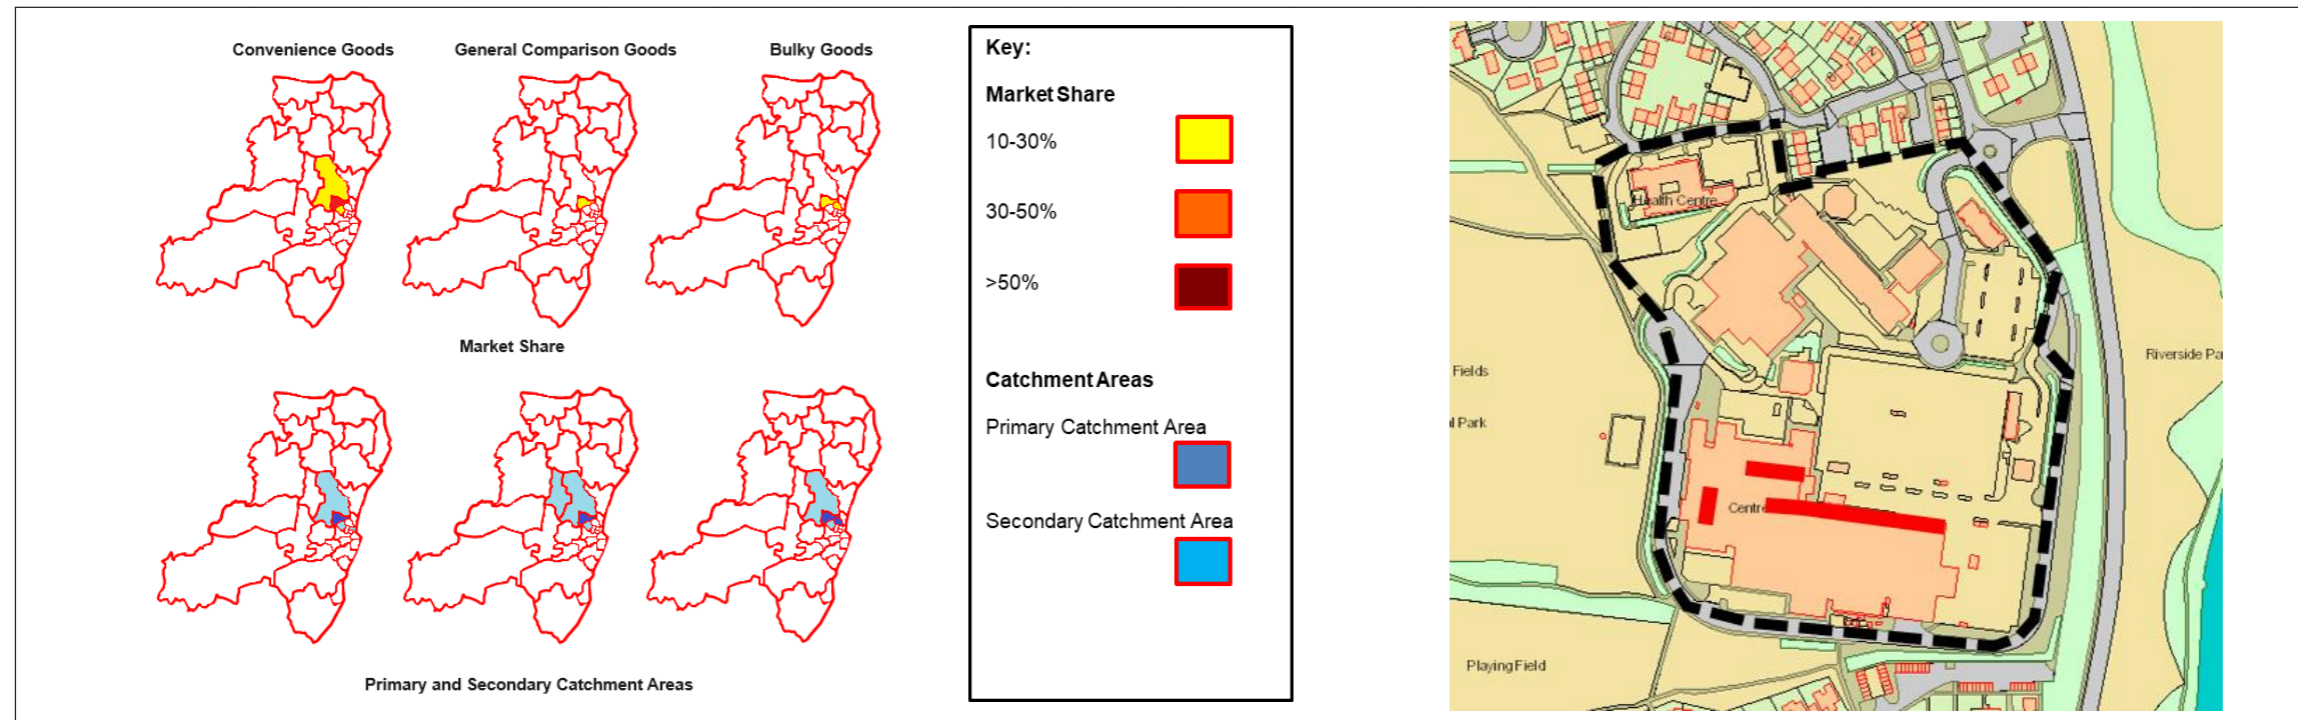 Convenience Goods
General Comparison Goods
Bulky Goods
Market Share
Primary and Secondary Catchment Areas
Key:
Market Share
10-30%
30-50%
>50%
Catchment Areas
Primary Catchment Area
Secondary Catchment Area
Health Centre
Fields
Park
Riverside
Centre
Playing Field